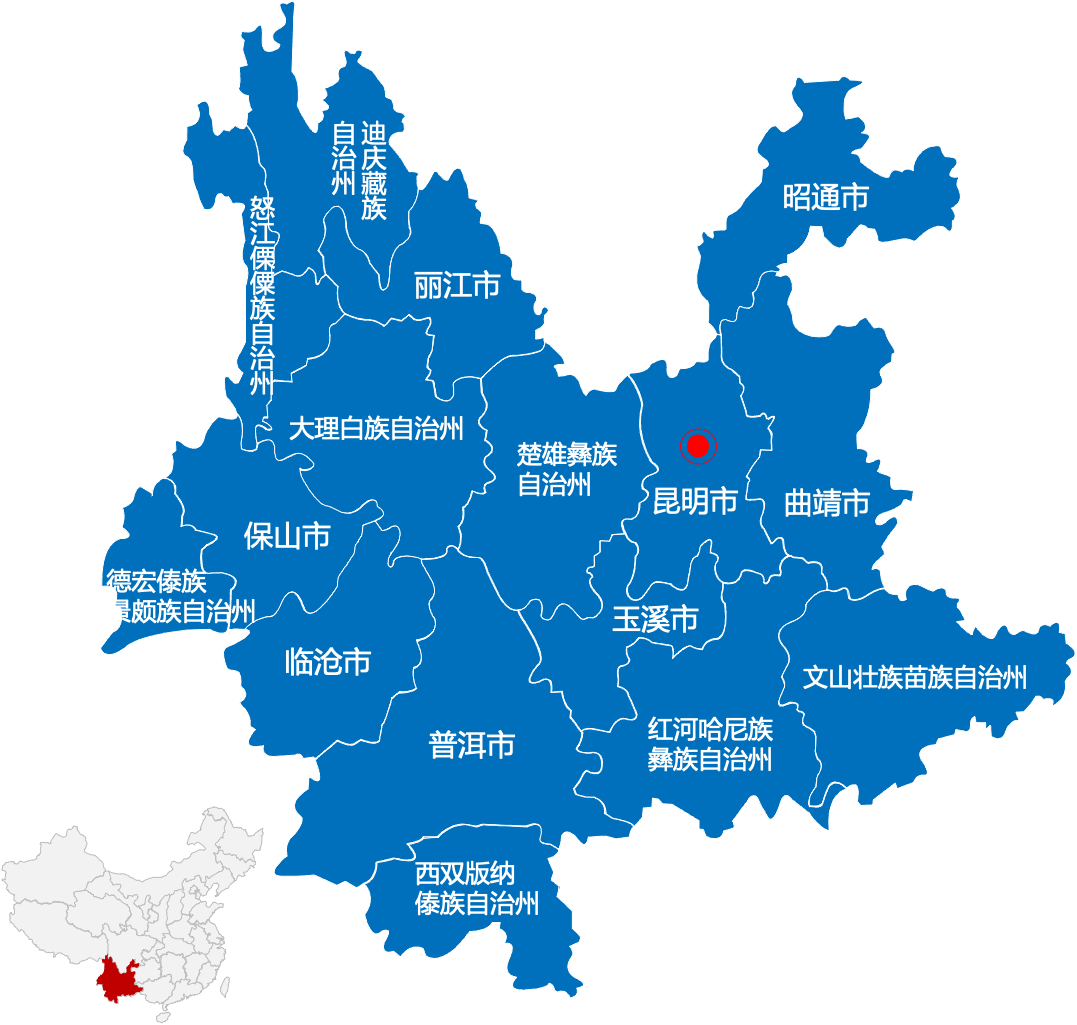 迪庆藏族
自治州
昭通市
怒江傈僳族自治州
丽江市
大理白族自治州
楚雄彝族
自治州
昆明市
曲靖市
保山市
德宏傣族
景颇族自治州
玉溪市
临沧市
文山壮族苗族自治州
普洱市
红河哈尼族
彝族自治州
西双版纳
傣族自治州